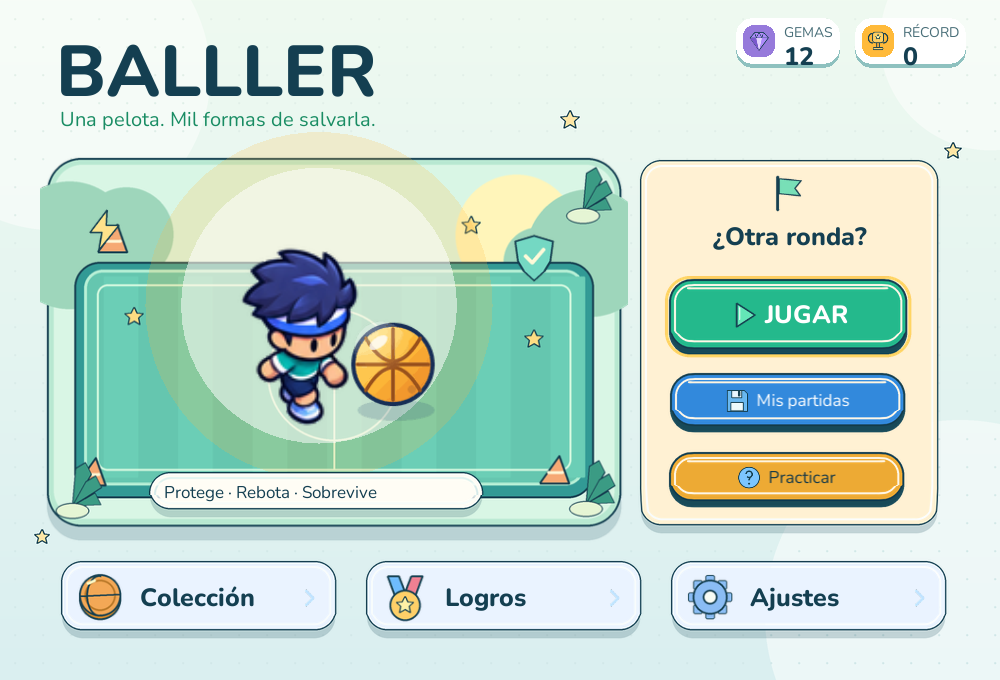 BALLLER
Una pelota. Mil formas de salvarla.
GEMAS
12
RÉCORD
0
¿Otra ronda?
JUGAR
Mis partidas
Practicar
Protege · Rebota · Sobrevive
Colección
Logros
Ajustes